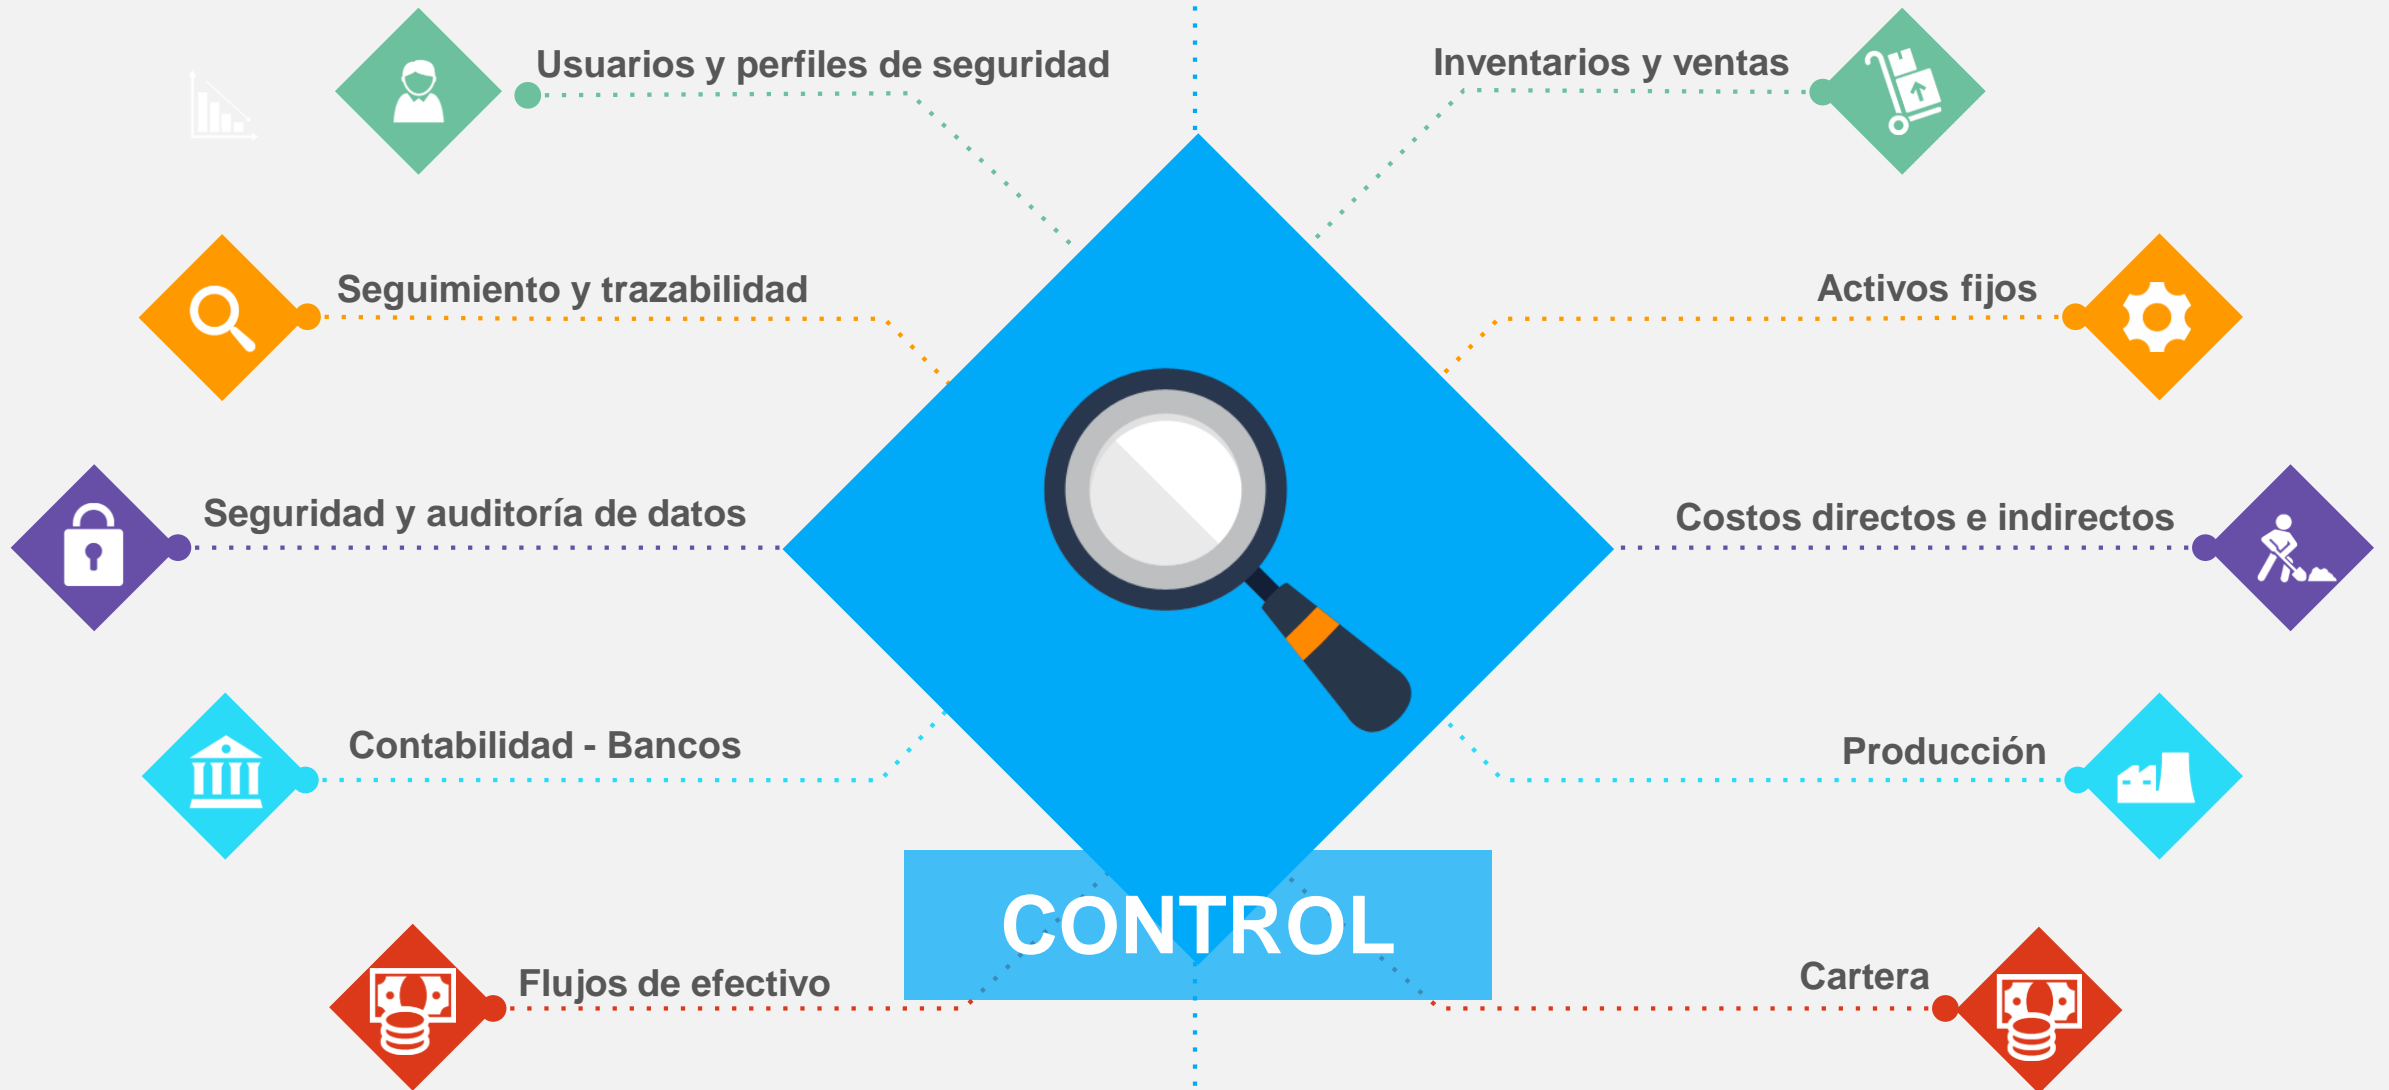 Usuarios y perfiles de seguridad
Inventarios y ventas
Seguimiento y trazabilidad
Activos fijos
Seguridad y auditoría de datos
Costos directos e indirectos
Contabilidad - Bancos
Producción
CONTROL
Flujos de efectivo
Cartera